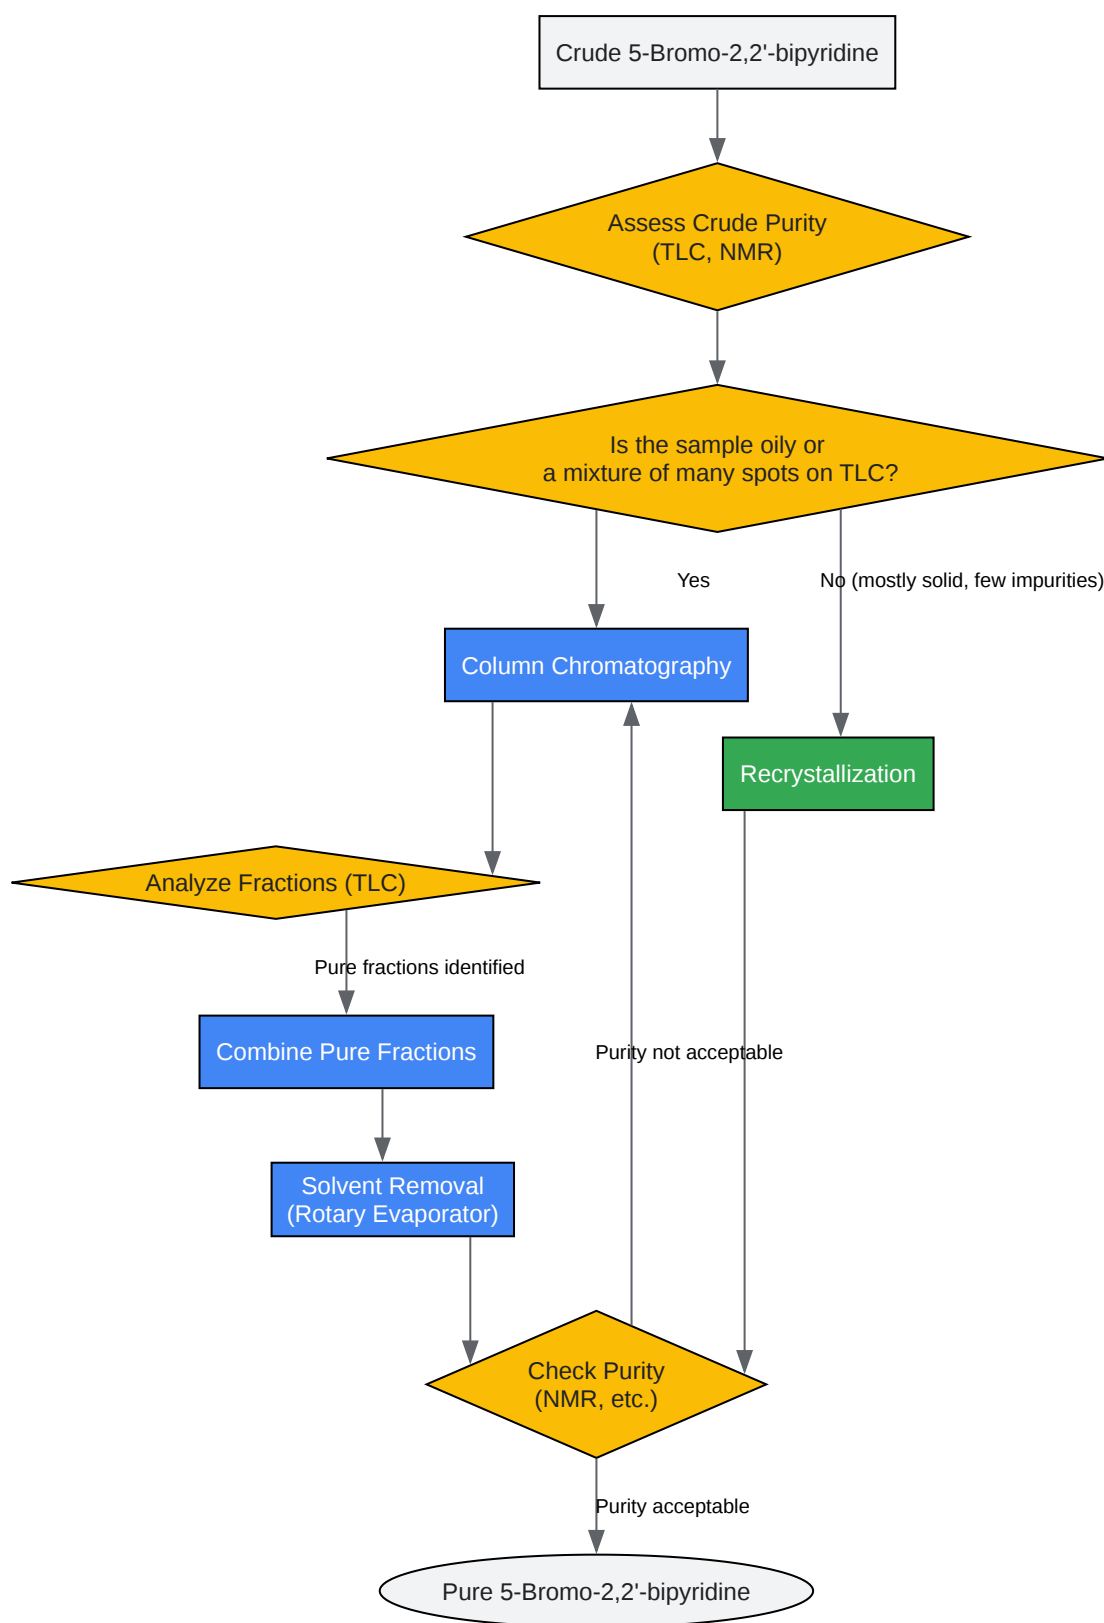 Crude 5-Bromo-2,2'-bipyridine
Assess Crude Purity
(TLC, NMR)
Is the sample oily or
a mixture of many spots on TLC?
Yes
No (mostly solid, few impurities)
Column Chromatography
Recrystallization
Analyze Fractions (TLC)
Pure fractions identified
Combine Pure Fractions
Purity not acceptable
Solvent Removal
(Rotary Evaporator)
Check Purity
(NMR, etc.)
Purity acceptable
Pure 5-Bromo-2,2'-bipyridine